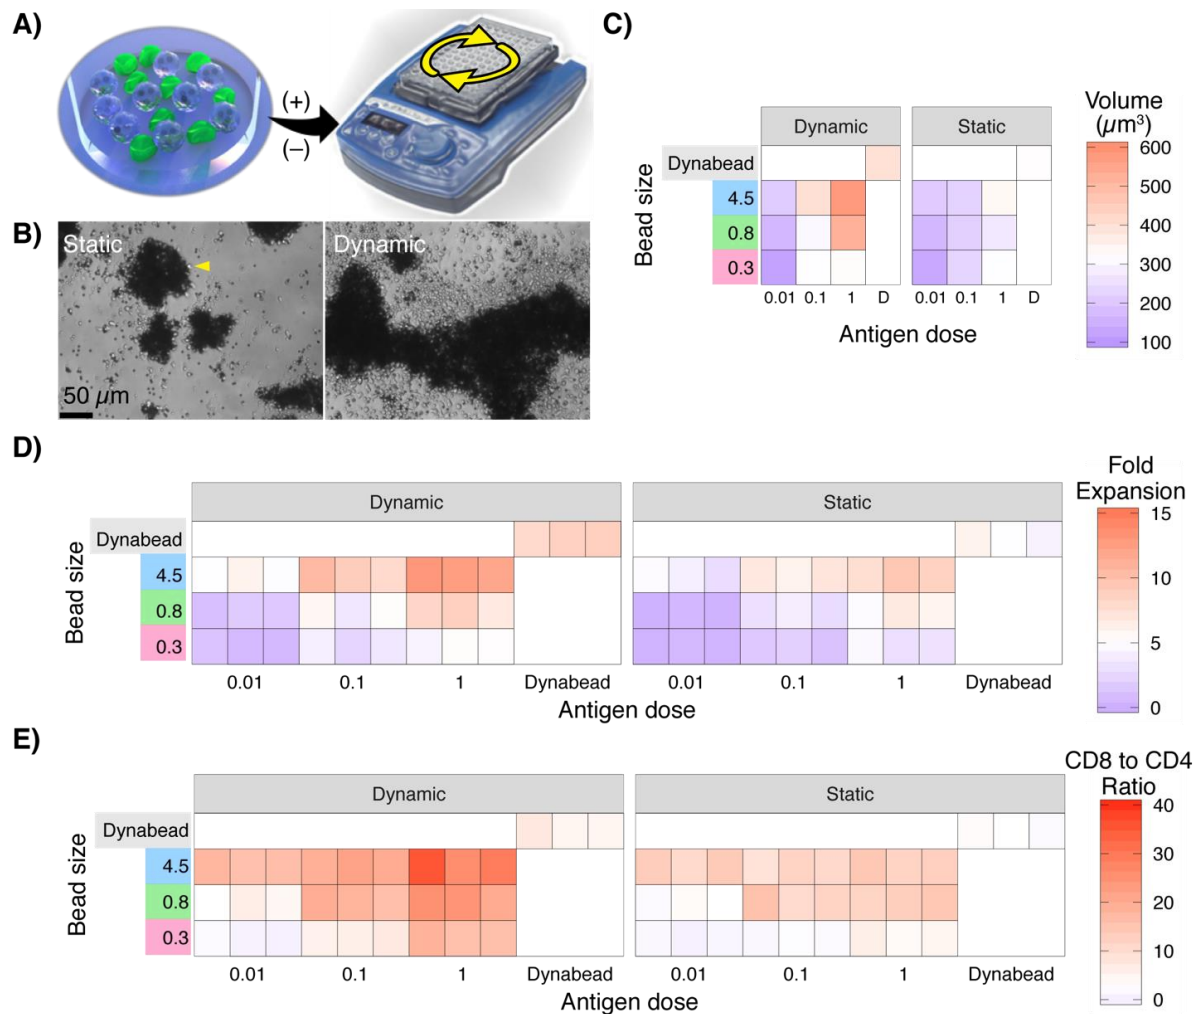 A)
(+)
(–)
B)
Static
Dynamic
50 µm
C)
Dynamic
Static
Bead size
Dynabead
4.5
0.8
0.3
0.01
0.1
1
D
0.01
0.1
1
D
Antigen dose
Volume
(µm³)
600
500
400
300
200
100
D)
Dynamic
Static
Bead size
Dynabead
4.5
0.8
0.3
0.01
0.1
1
Dynabead
0.01
0.1
1
Dynabead
Antigen dose
Fold
Expansion
15
10
5
0
E)
Dynamic
Static
Bead size
Dynabead
4.5
0.8
0.3
0.01
0.1
1
Dynabead
0.01
0.1
1
Dynabead
Antigen dose
CD8 to CD4
Ratio
40
30
20
10
0